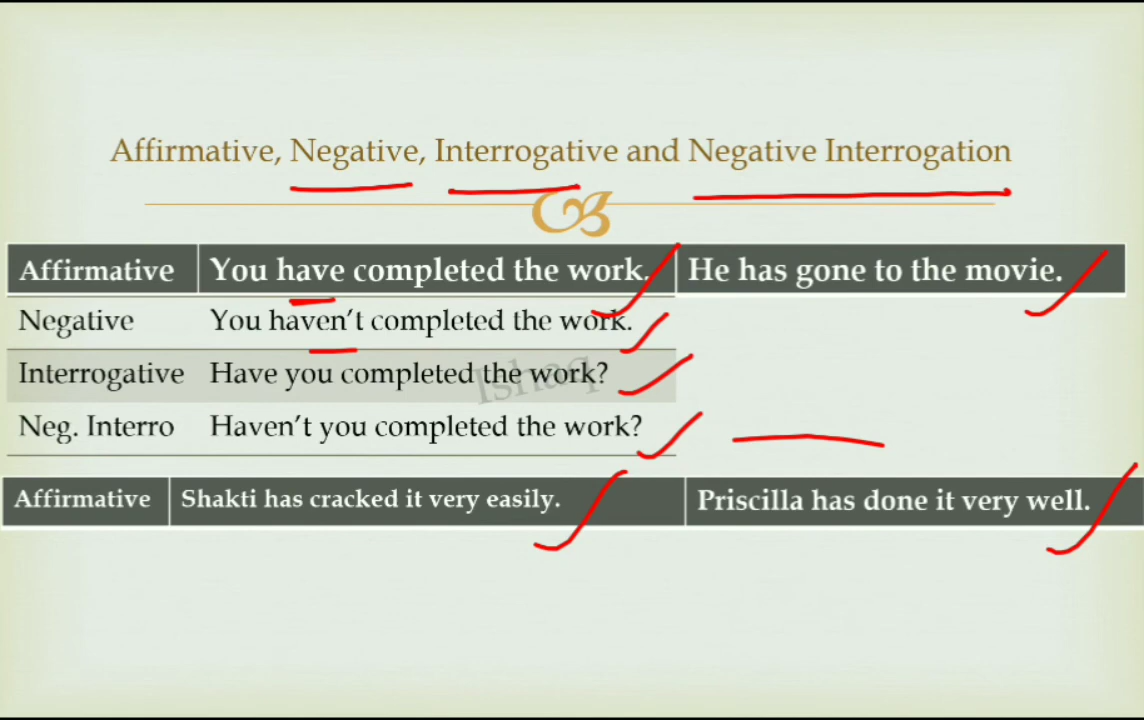 Affirmative, Negative, Interrogative and Negative Interrogation
Affirmative You have completed the work. He has gone to the movie.
Negative You haven't completed the work.
Interrogative Have you completed the work?
Ishaq
Neg. Interro Haven't you completed the work?
Affirmative Shakti has cracked it very easily. Priscilla has done it very well.